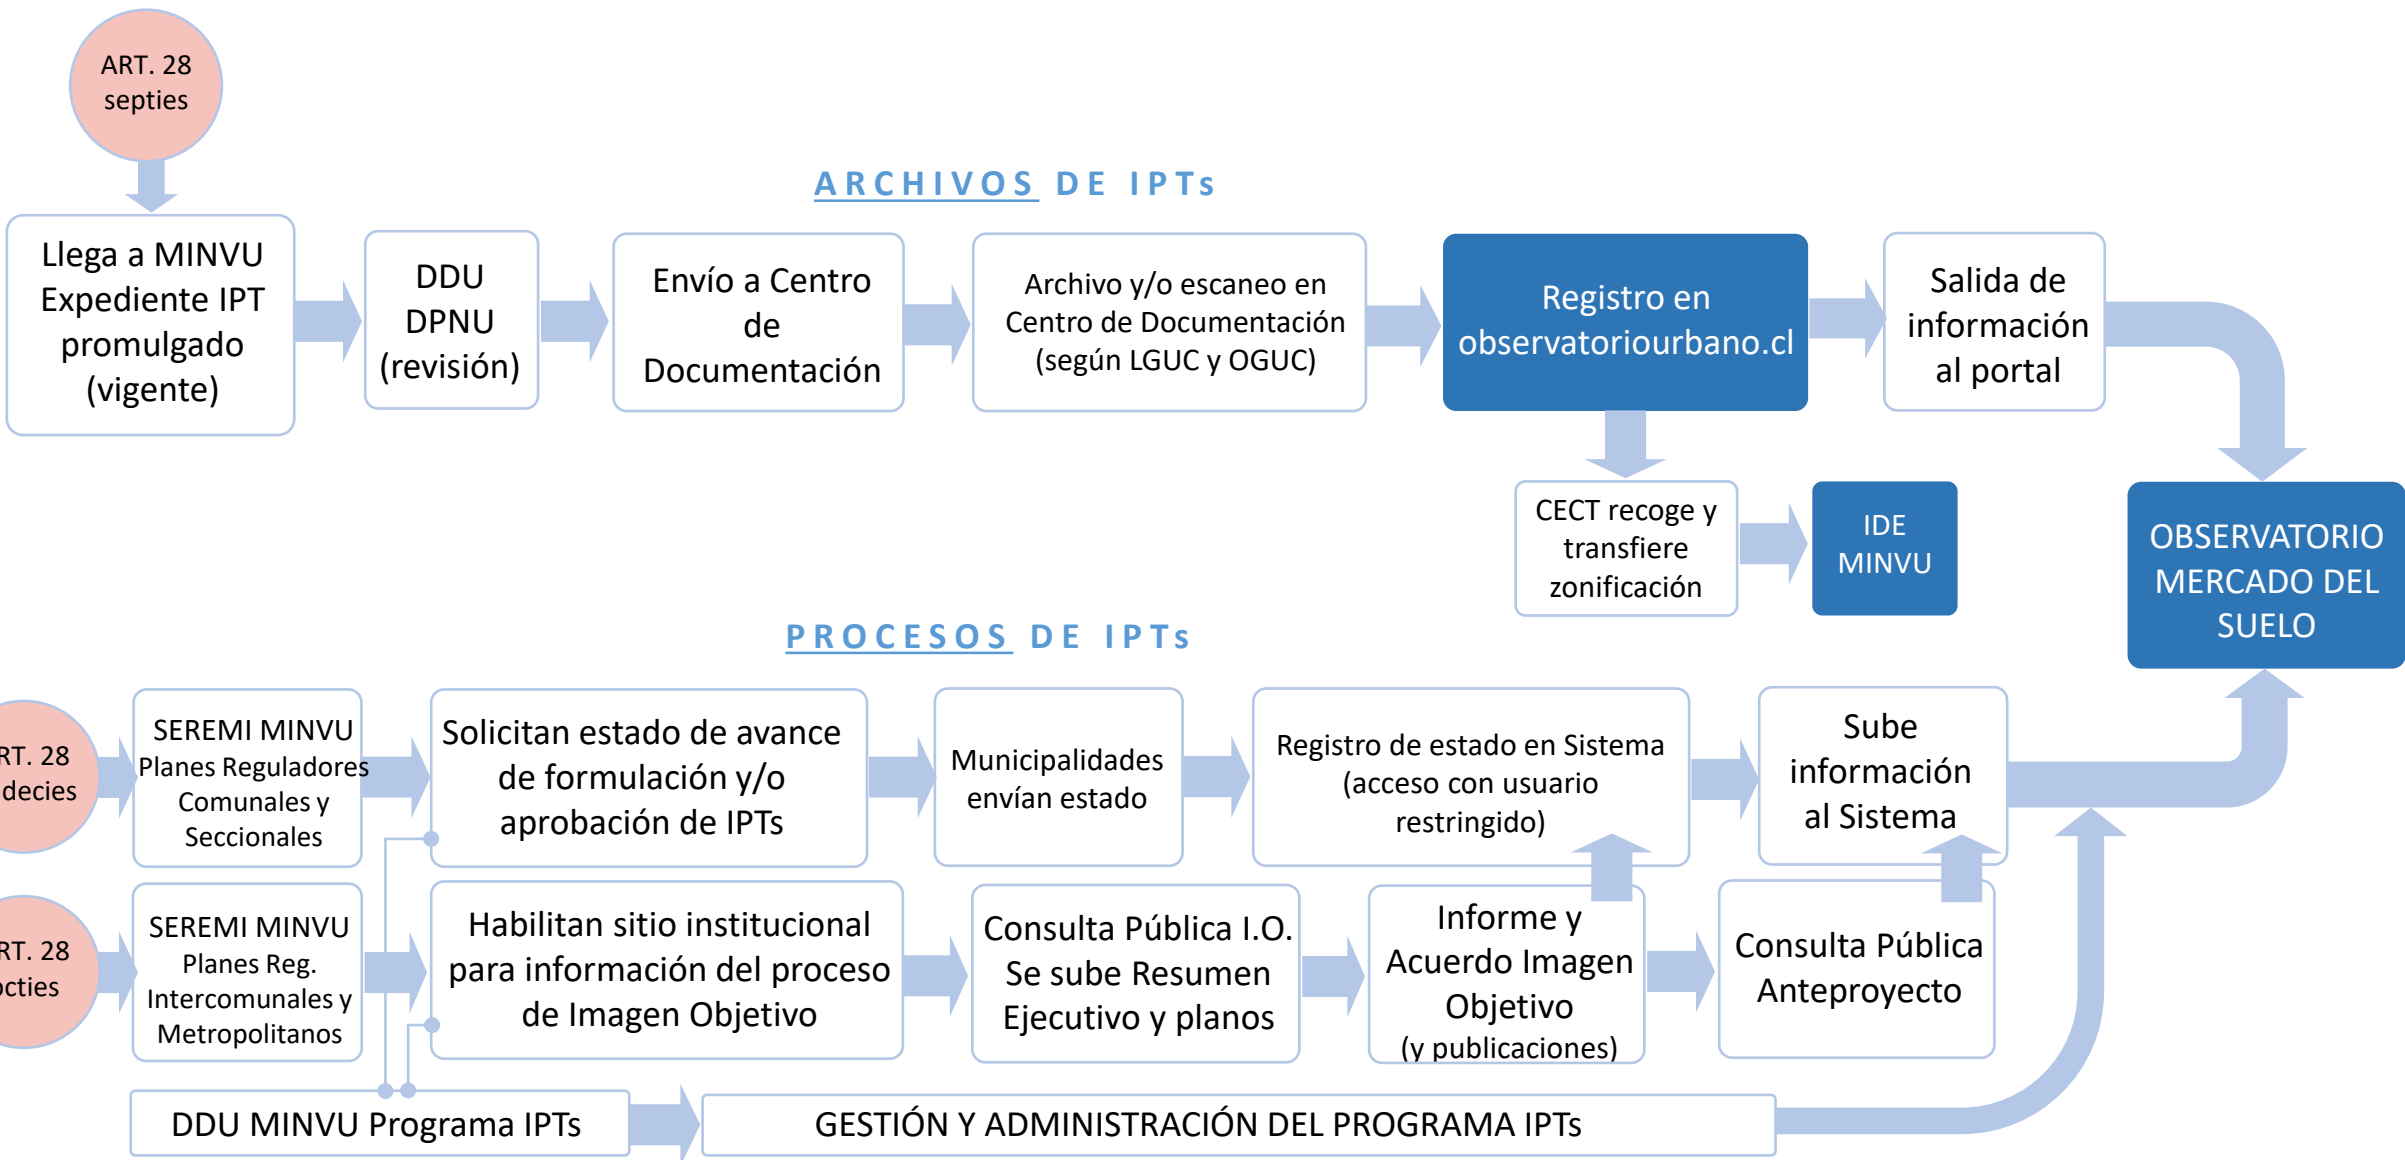 ART. 28
septies
ARCHIVOS DE IPTs
Llega a MINVU
Expediente IPT
promulgado
(vigente)
DDU
DPNU
(revisión)
Envío a Centro
de
Documentación
Archivo y/o escaneo en
Centro de Documentación
(según LGUC y OGUC)
Registro en
observatoriourbano.cl
Salida de
información
al portal
CECT recoge y
transfiere
zonificación
IDE
MINVU
OBSERVATORIO
MERCADO DEL
SUELO
PROCESOS DE IPTs
28
SEREMI MINVU
Planes Reguladores
Comunales y
Seccionales
Solicitan estado de avance
de formulación y/o
aprobación de IPTs
Municipalidades
envían estado
Registro de estado en Sistema
(acceso con usuario
restringido)
Sube
información
al Sistema
28
SEREMI MINVU
Planes Reg.
Intercomunales y
Metropolitanos
Habilitan sitio institucional
para información del proceso
de Imagen Objetivo
Consulta Pública I.O.
Se sube Resumen
Ejecutivo y planos
Informe y
Acuerdo Imagen
Objetivo
(y publicaciones)
Consulta Pública
Anteproyecto
DDU MINVU Programa IPTs
GESTIÓN Y ADMINISTRACIÓN DEL PROGRAMA IPTs